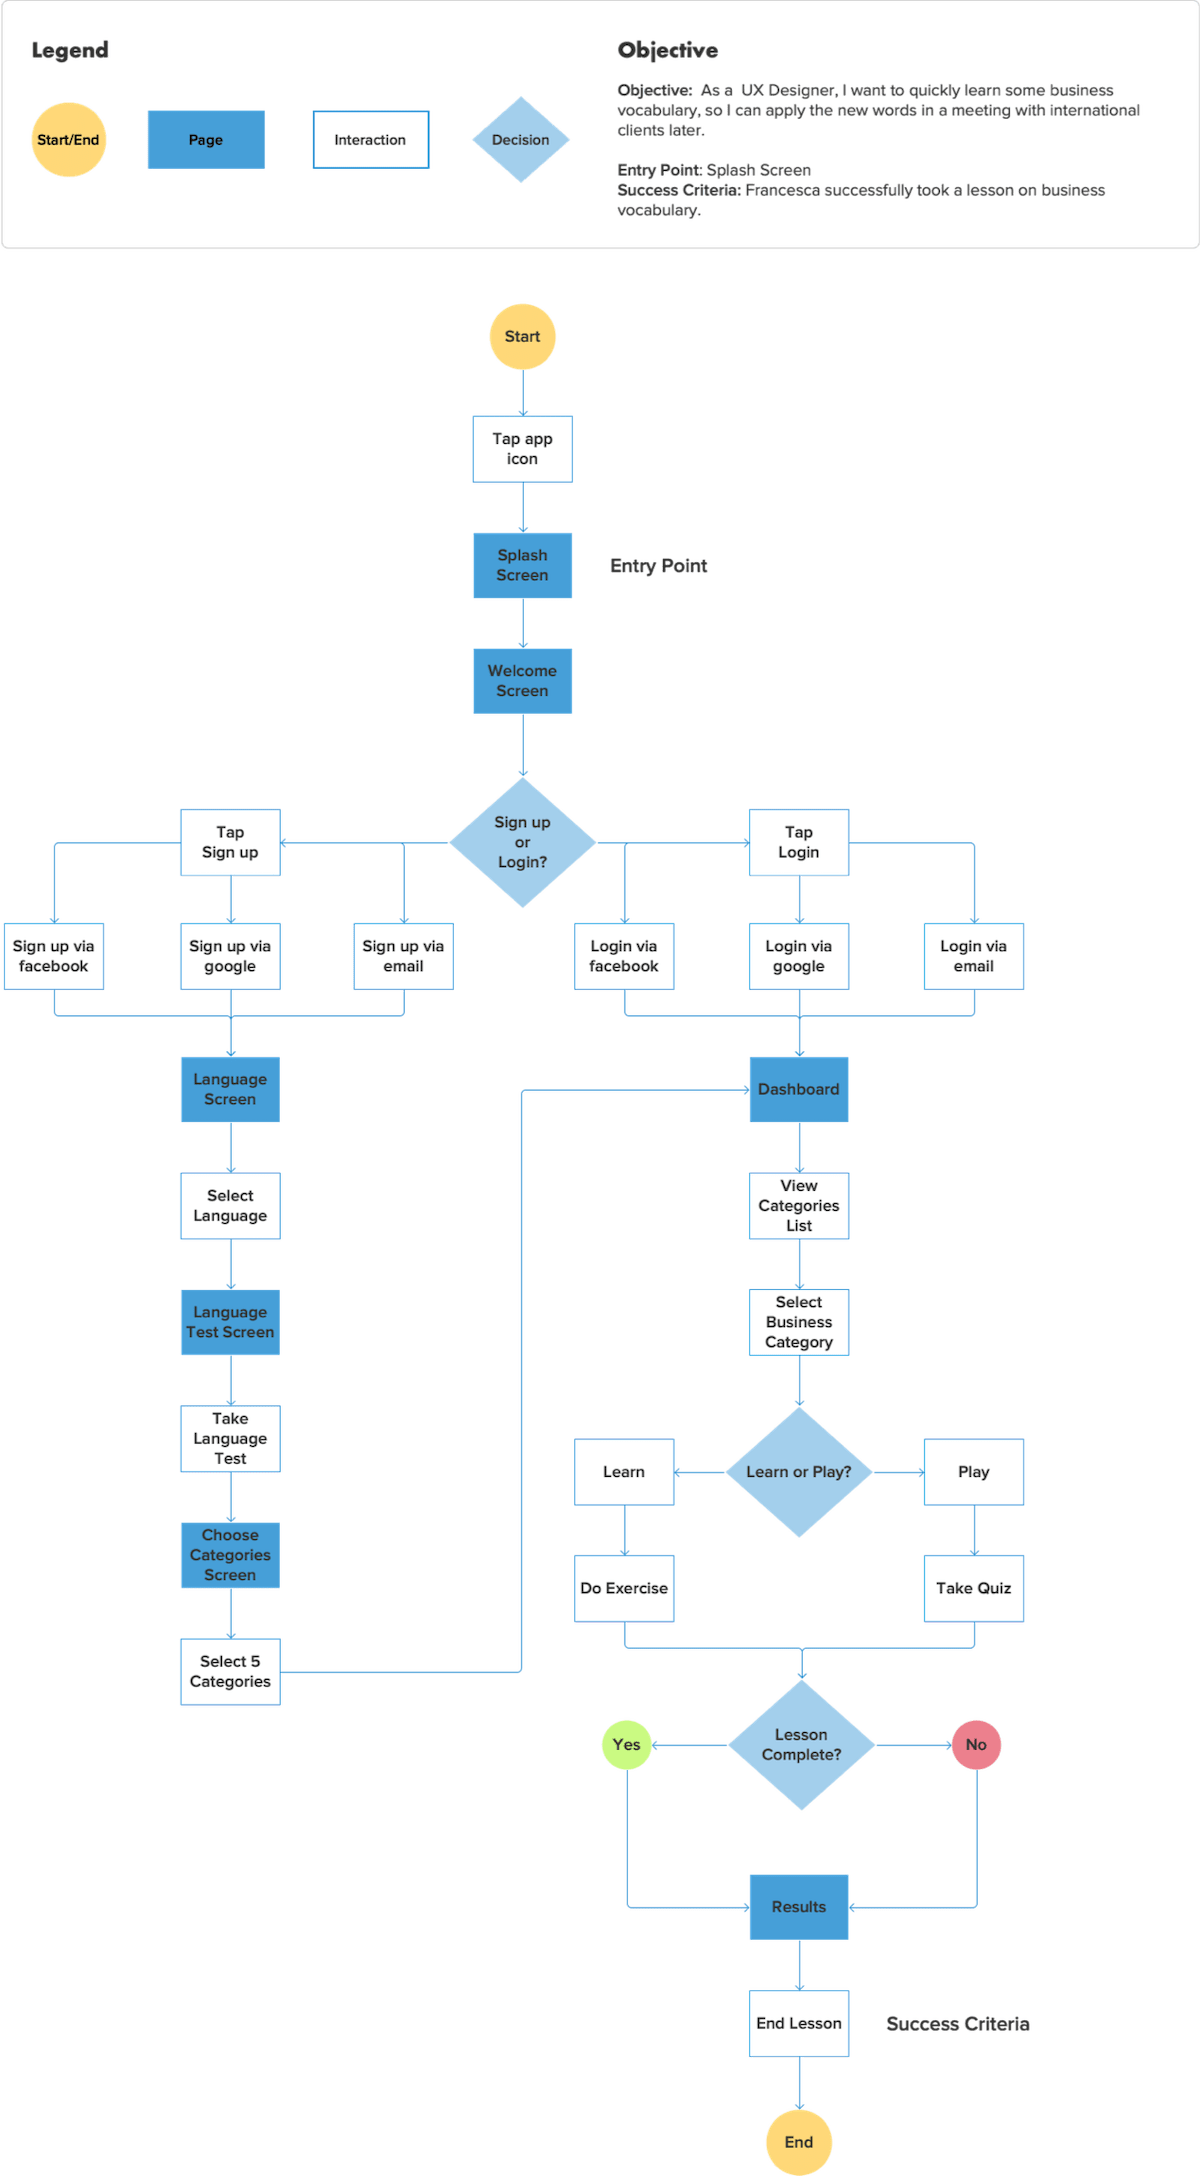 Legend
Start/End
Page
Interaction
Decision
Objective
Objective:  As a  UX Designer, I want to quickly learn some business
vocabulary, so I can apply the new words in a meeting with international
clients later.
Entry Point: Splash Screen
Success Criteria: Francesca successfully took a lesson on business
vocabulary.
Start
Tap app
icon
Splash
Screen
Entry Point
Welcome
Screen
Sign up
or
Login?
Tap
Sign up
Tap
Login
Sign up via
facebook
Sign up via
google
Sign up via
email
Login via
facebook
Login via
google
Login via
email
Language
Screen
Dashboard
Select
Language
View
Categories
List
Language
Test Screen
Select
Business
Category
Take
Language
Test
Learn
Learn or Play?
Play
Choose
Categories
Screen
Do Exercise
Take Quiz
Select 5
Categories
Yes
Lesson
Complete?
No
Results
End Lesson
Success Criteria
End